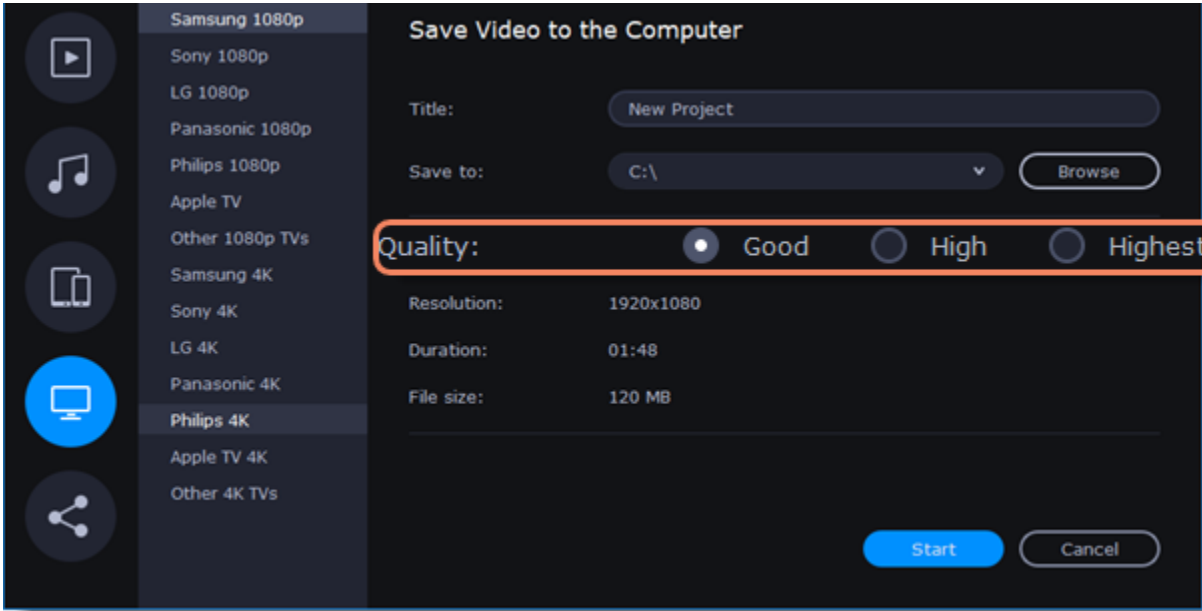 Samsung 1080p
Sony 1080p
LG 1080p
Panasonic 1080p
Philips 1080p
Apple TV
Other 1080p TVs
Samsung 4K
Sony 4K
LG 4K
Panasonic 4K
Philips 4K
Apple TV 4K
Other 4K TVs
Save Video to the Computer
Title: New Project
Save to: C:\ Browse
Quality: Good High Highest
Resolution: 1920x1080
Duration: 01:48
File size: 120 MB
Start Cancel